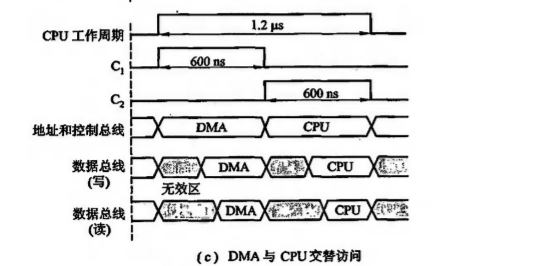 CPU 工作周期
1.2 μs
C₁
600 ns
C₂
600 ns
地址和控制总线
DMA
CPU
数据总线
(写)
DMA
CPU
无效区
数据总线
(读)
DMA
CPU
(c) DMA 与 CPU 交替访问